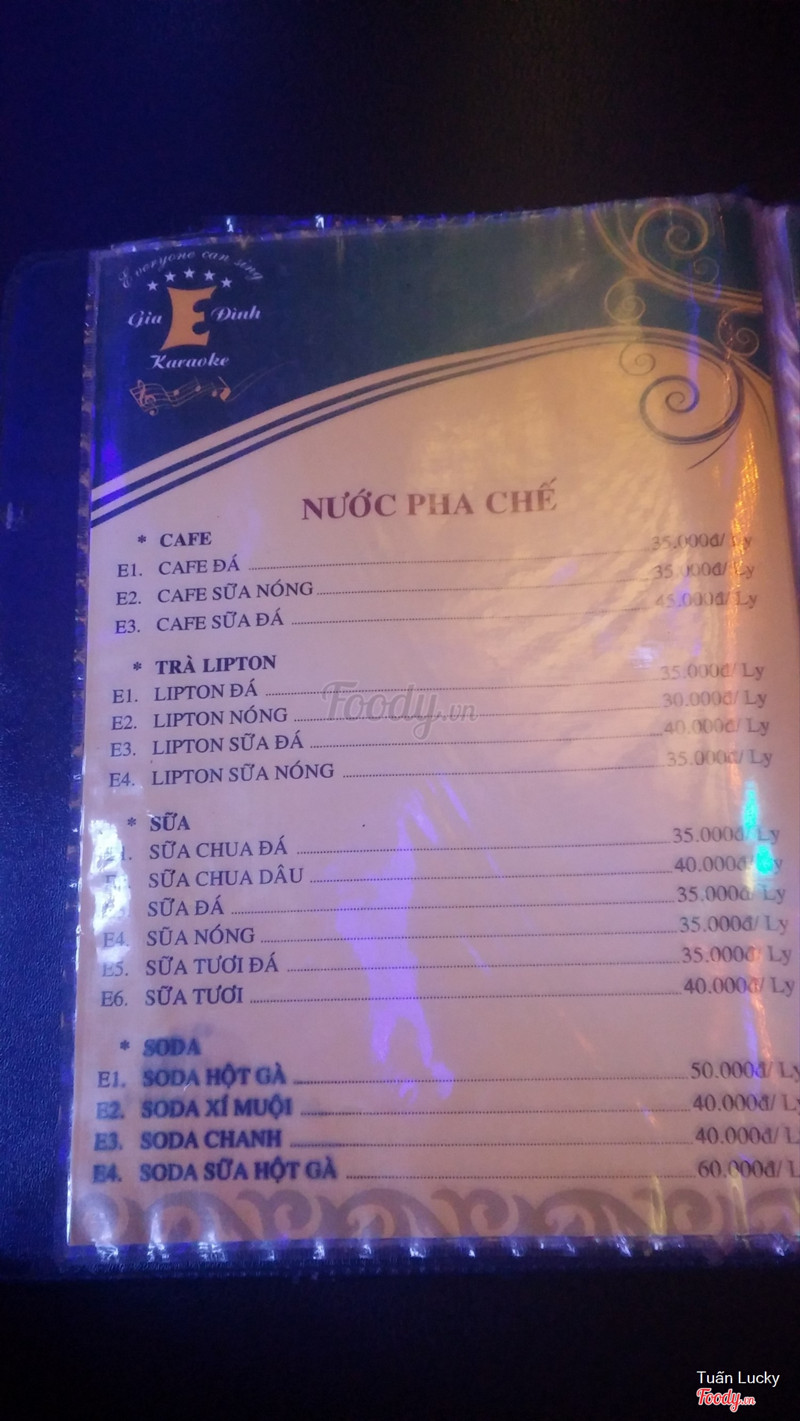 Everyone can sing
Gia E Đình
Karaoke
NƯỚC PHA CHẾ
* CAFE
E1. CAFE ĐÁ 35.000đ/ Ly
E2. CAFE SỮA NÓNG 35.000đ/ Ly
E3. CAFE SỮA ĐÁ 45.000đ/ Ly
* TRÀ LIPTON
E1. LIPTON ĐÁ 35.000đ/ Ly
E2. LIPTON NÓNG 30.000đ/ Ly
E3. LIPTON SỮA ĐÁ 40.000đ/ Ly
E4. LIPTON SỮA NÓNG 35.000đ/ Ly
Foody.vn
* SỮA
SỮA CHUA ĐÁ 35.000đ/ Ly
SỮA CHUA DÂU 40.000đ/ Ly
SỮA ĐÁ 35.000đ/ Ly
E4. SŨA NÓNG 35.000đ/ Ly
E5. SỮA TƯƠI ĐÁ 35.000đ/ Ly
E6. SỮA TƯƠI 40.000đ/ Ly
* SODA
E1. SODA HỘT GÀ 50.000đ/ Ly
E2. SODA XÍ MUỘI 40.000đ/ L
E3. SODA CHANH 40.000đ/ L
E4. SODA SỮA HỘT GÀ 60.000đ/ L
Tuấn Lucky
Foody.vn